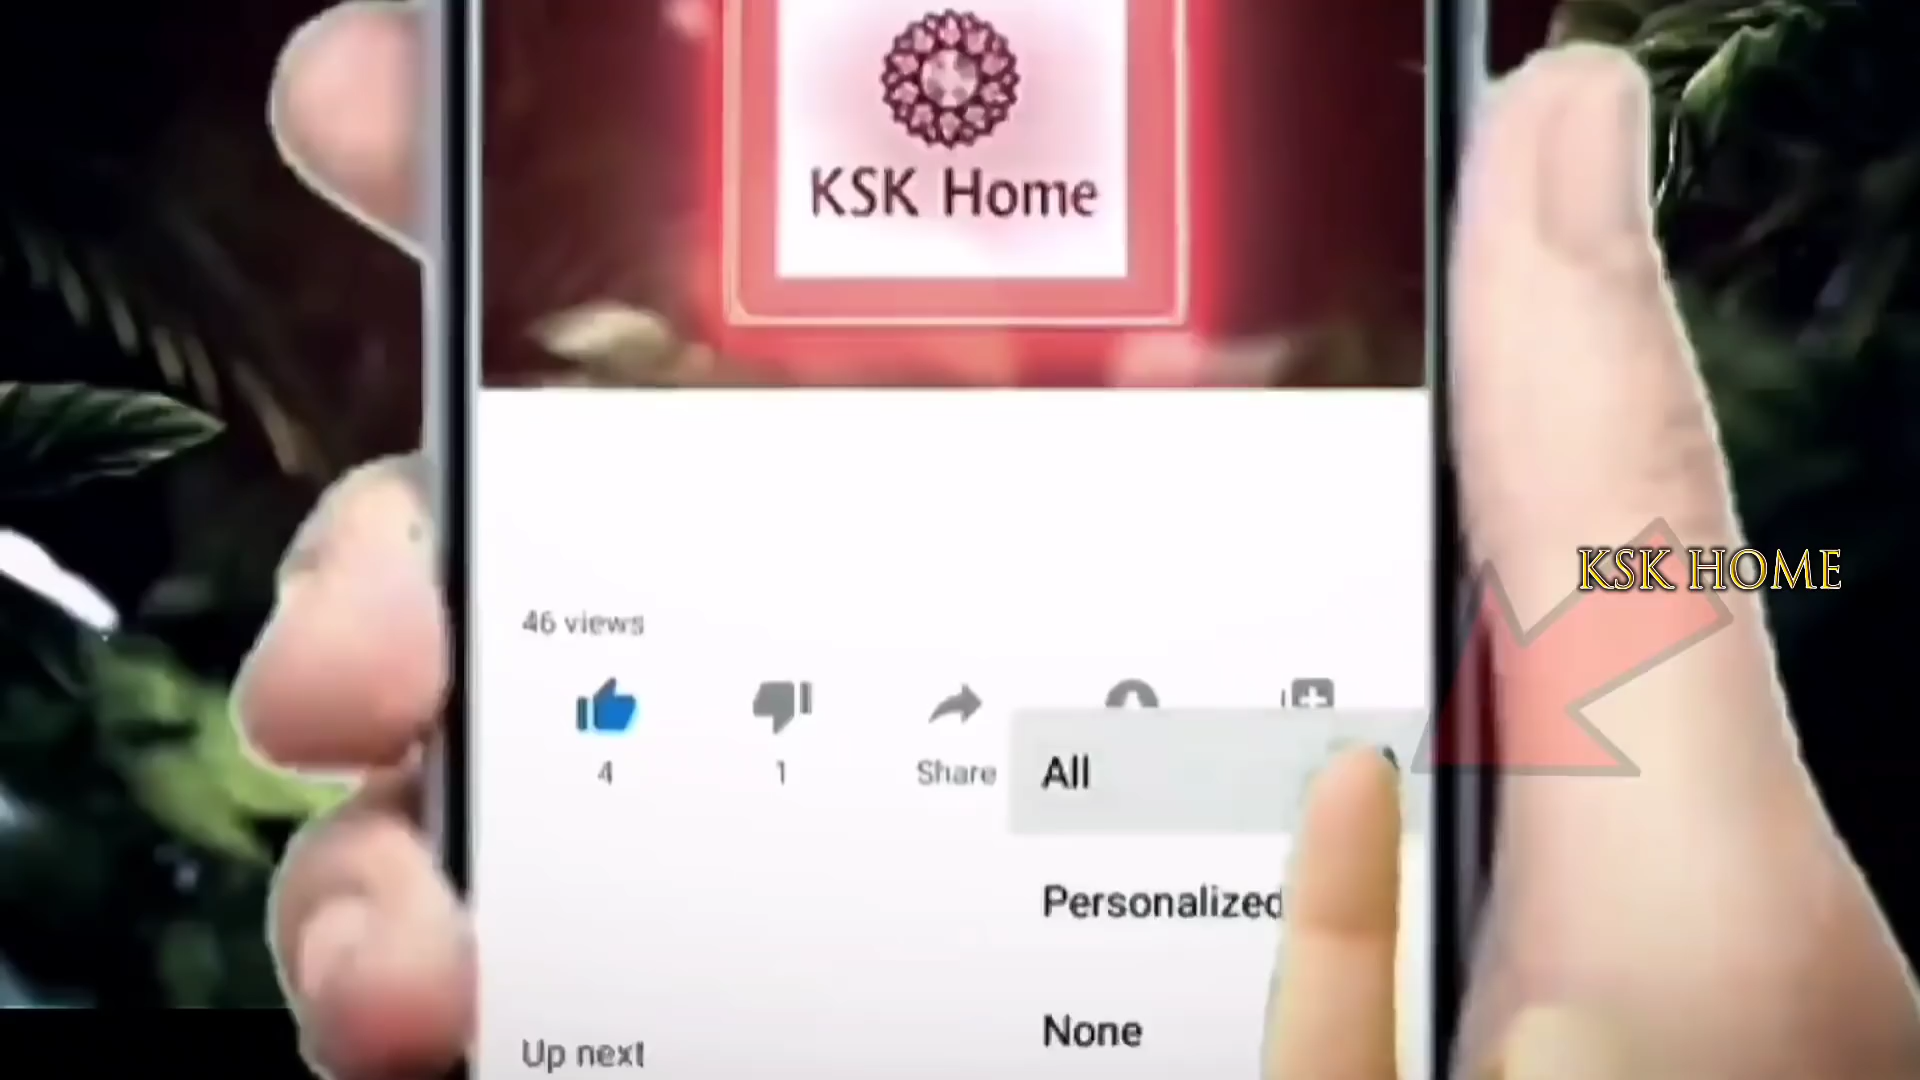 KSK Home
KSK HOME
46 views
4
1
Share
All
Personalized
None
Up next